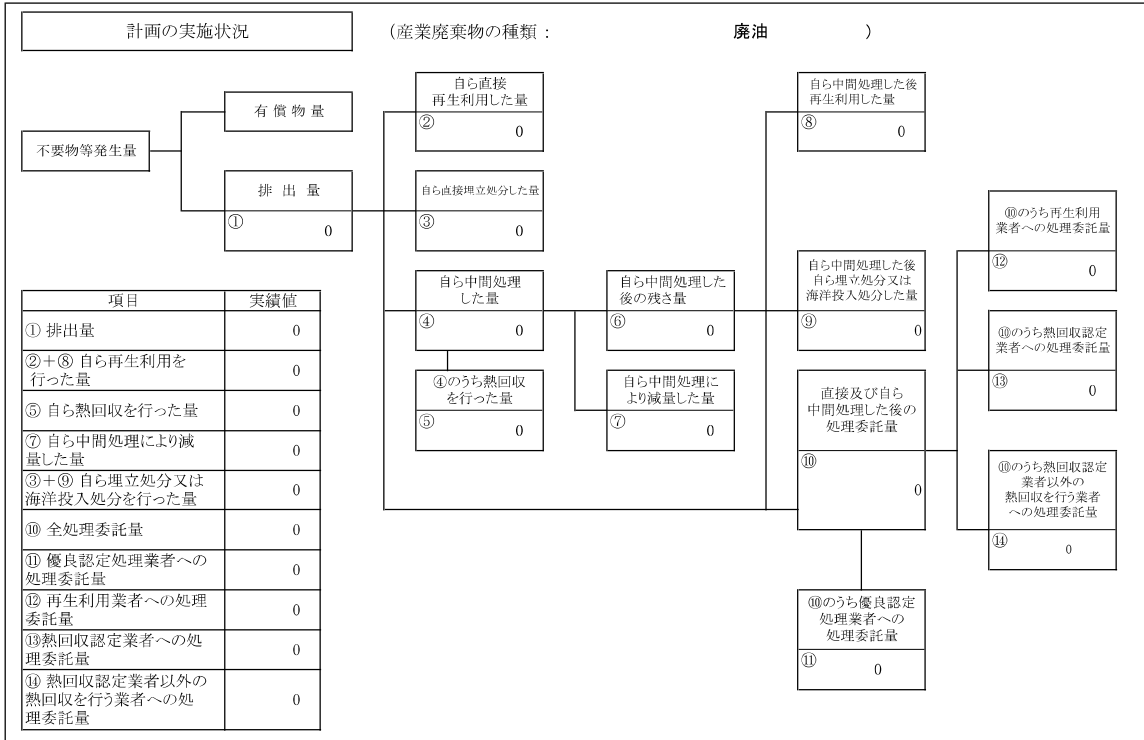 計画の実施状況
(産業廃棄物の種類： 廃油 )
不要物等発生量
有償物量
排出量
①
0
自ら直接
再生利用した量
②
0
自ら直接埋立処分した量
③
0
自ら中間処理
した量
④
0
④のうち熱回収
を行った量
⑤
0
自ら中間処理した
後の残さ量
⑥
0
自ら中間処理に
より減量した量
⑦
0
自ら中間処理した後
再生利用した量
⑧
0
自ら中間処理した後
自ら埋立処分又は
海洋投入処分した量
⑨
0
直接及び自ら
中間処理した後の
処理委託量
⑩
0
⑩のうち優良認定
処理業者への
処理委託量
⑪
0
⑩のうち再生利用
業者への処理委託量
⑫
0
⑩のうち熱回収認定
業者への処理委託量
⑬
0
⑩のうち熱回収認定
業者以外の
熱回収を行う業者
への処理委託量
⑭
0
項目 実績値
① 排出量 0
②＋⑧ 自ら再生利用を
行った量 0
⑤ 自ら熱回収を行った量 0
⑦ 自ら中間処理により減
量した量 0
③＋⑨ 自ら埋立処分又は
海洋投入処分を行った量 0
⑩ 全処理委託量 0
⑪ 優良認定処理業者への
処理委託量 0
⑫ 再生利用業者への処理
委託量 0
⑬熱回収認定業者への処
理委託量 0
⑭ 熱回収認定業者以外の
熱回収を行う業者への処
理委託量 0